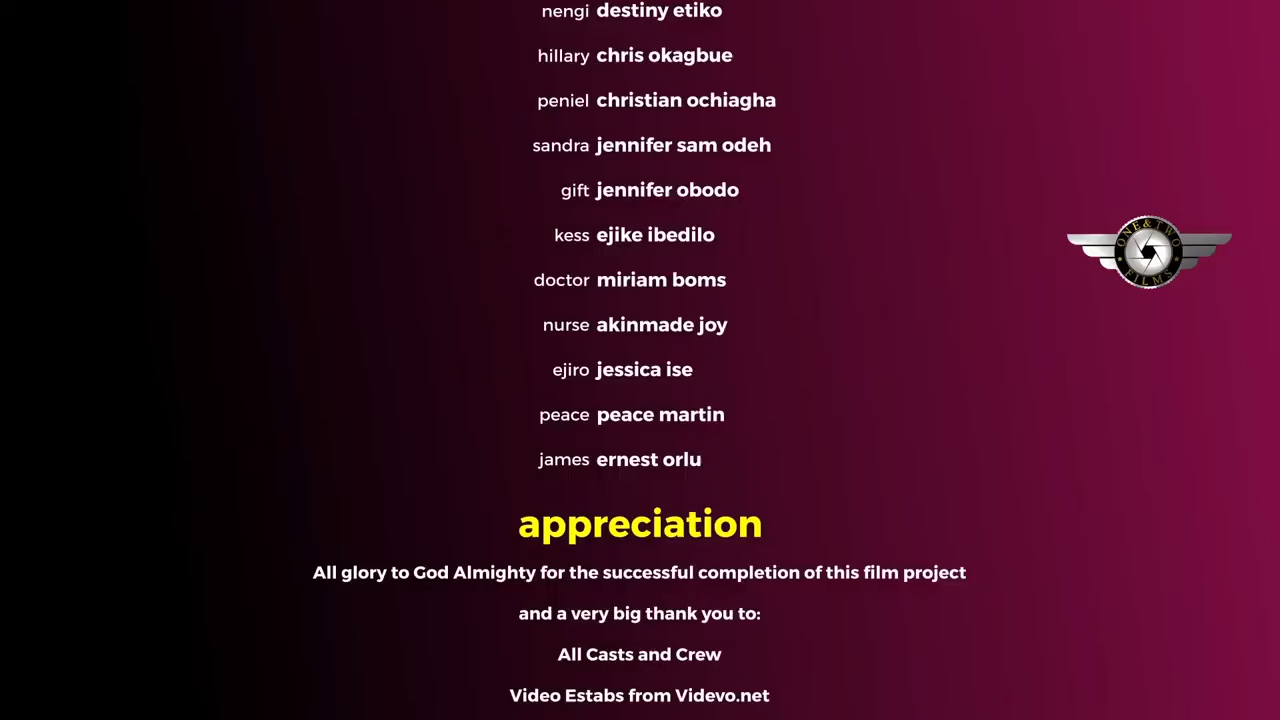 nengi destiny etiko
hillary chris okagbue
peniel christian ochiagha
sandra jennifer sam odeh
gift jennifer obodo
kess ejike ibedilo
doctor miriam boms
nurse akinmade joy
ejiro jessica ise
peace peace martin
james ernest orlu
ONE&TWO
FILMS
appreciation
All glory to God Almighty for the successful completion of this film project
and a very big thank you to:
All Casts and Crew
Video Estabs from Videvo.net